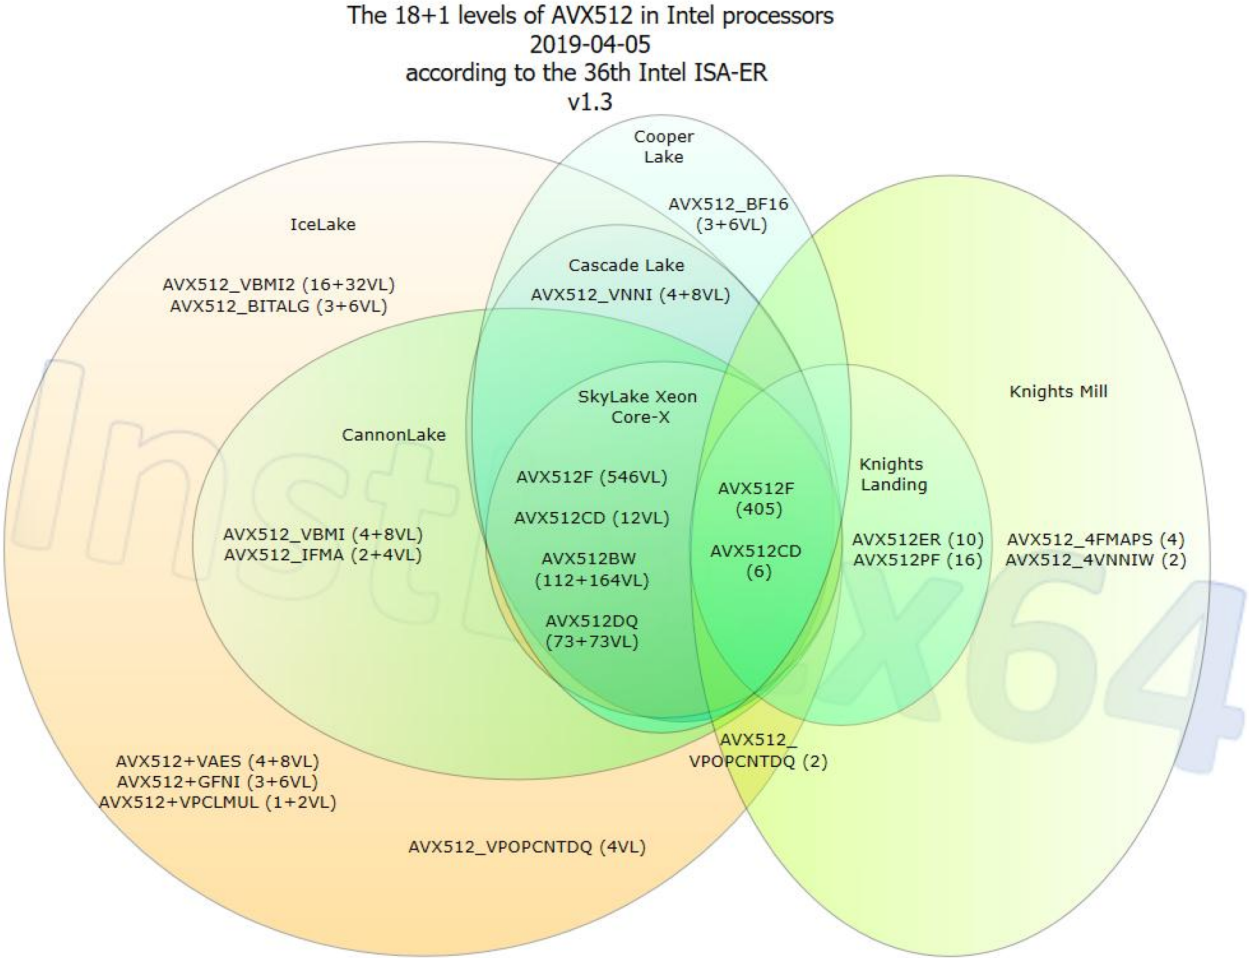 The 18+1 levels of AVX512 in Intel processors
2019-04-05
according to the 36th Intel ISA-ER
v1.3
Cooper
Lake
AVX512_BF16
(3+6VL)
IceLake
AVX512_VBMI2 (16+32VL)
AVX512_BITALG (3+6VL)
Cascade Lake
AVX512_VNNI (4+8VL)
SkyLake Xeon
Core-X
AVX512F (546VL)
AVX512CD (12VL)
AVX512BW
(112+164VL)
AVX512DQ
(73+73VL)
CannonLake
AVX512_VBMI (4+8VL)
AVX512_IFMA (2+4VL)
AVX512F
(405)
AVX512CD
(6)
Knights
Landing
AVX512ER (10)
AVX512PF (16)
Knights Mill
AVX512_4FMAPS (4)
AVX512_4VNNIW (2)
AVX512_
VPOPCNTDQ (2)
AVX512+VAES (4+8VL)
AVX512+GFNI (3+6VL)
AVX512+VPCLMUL (1+2VL)
AVX512_VPOPCNTDQ (4VL)